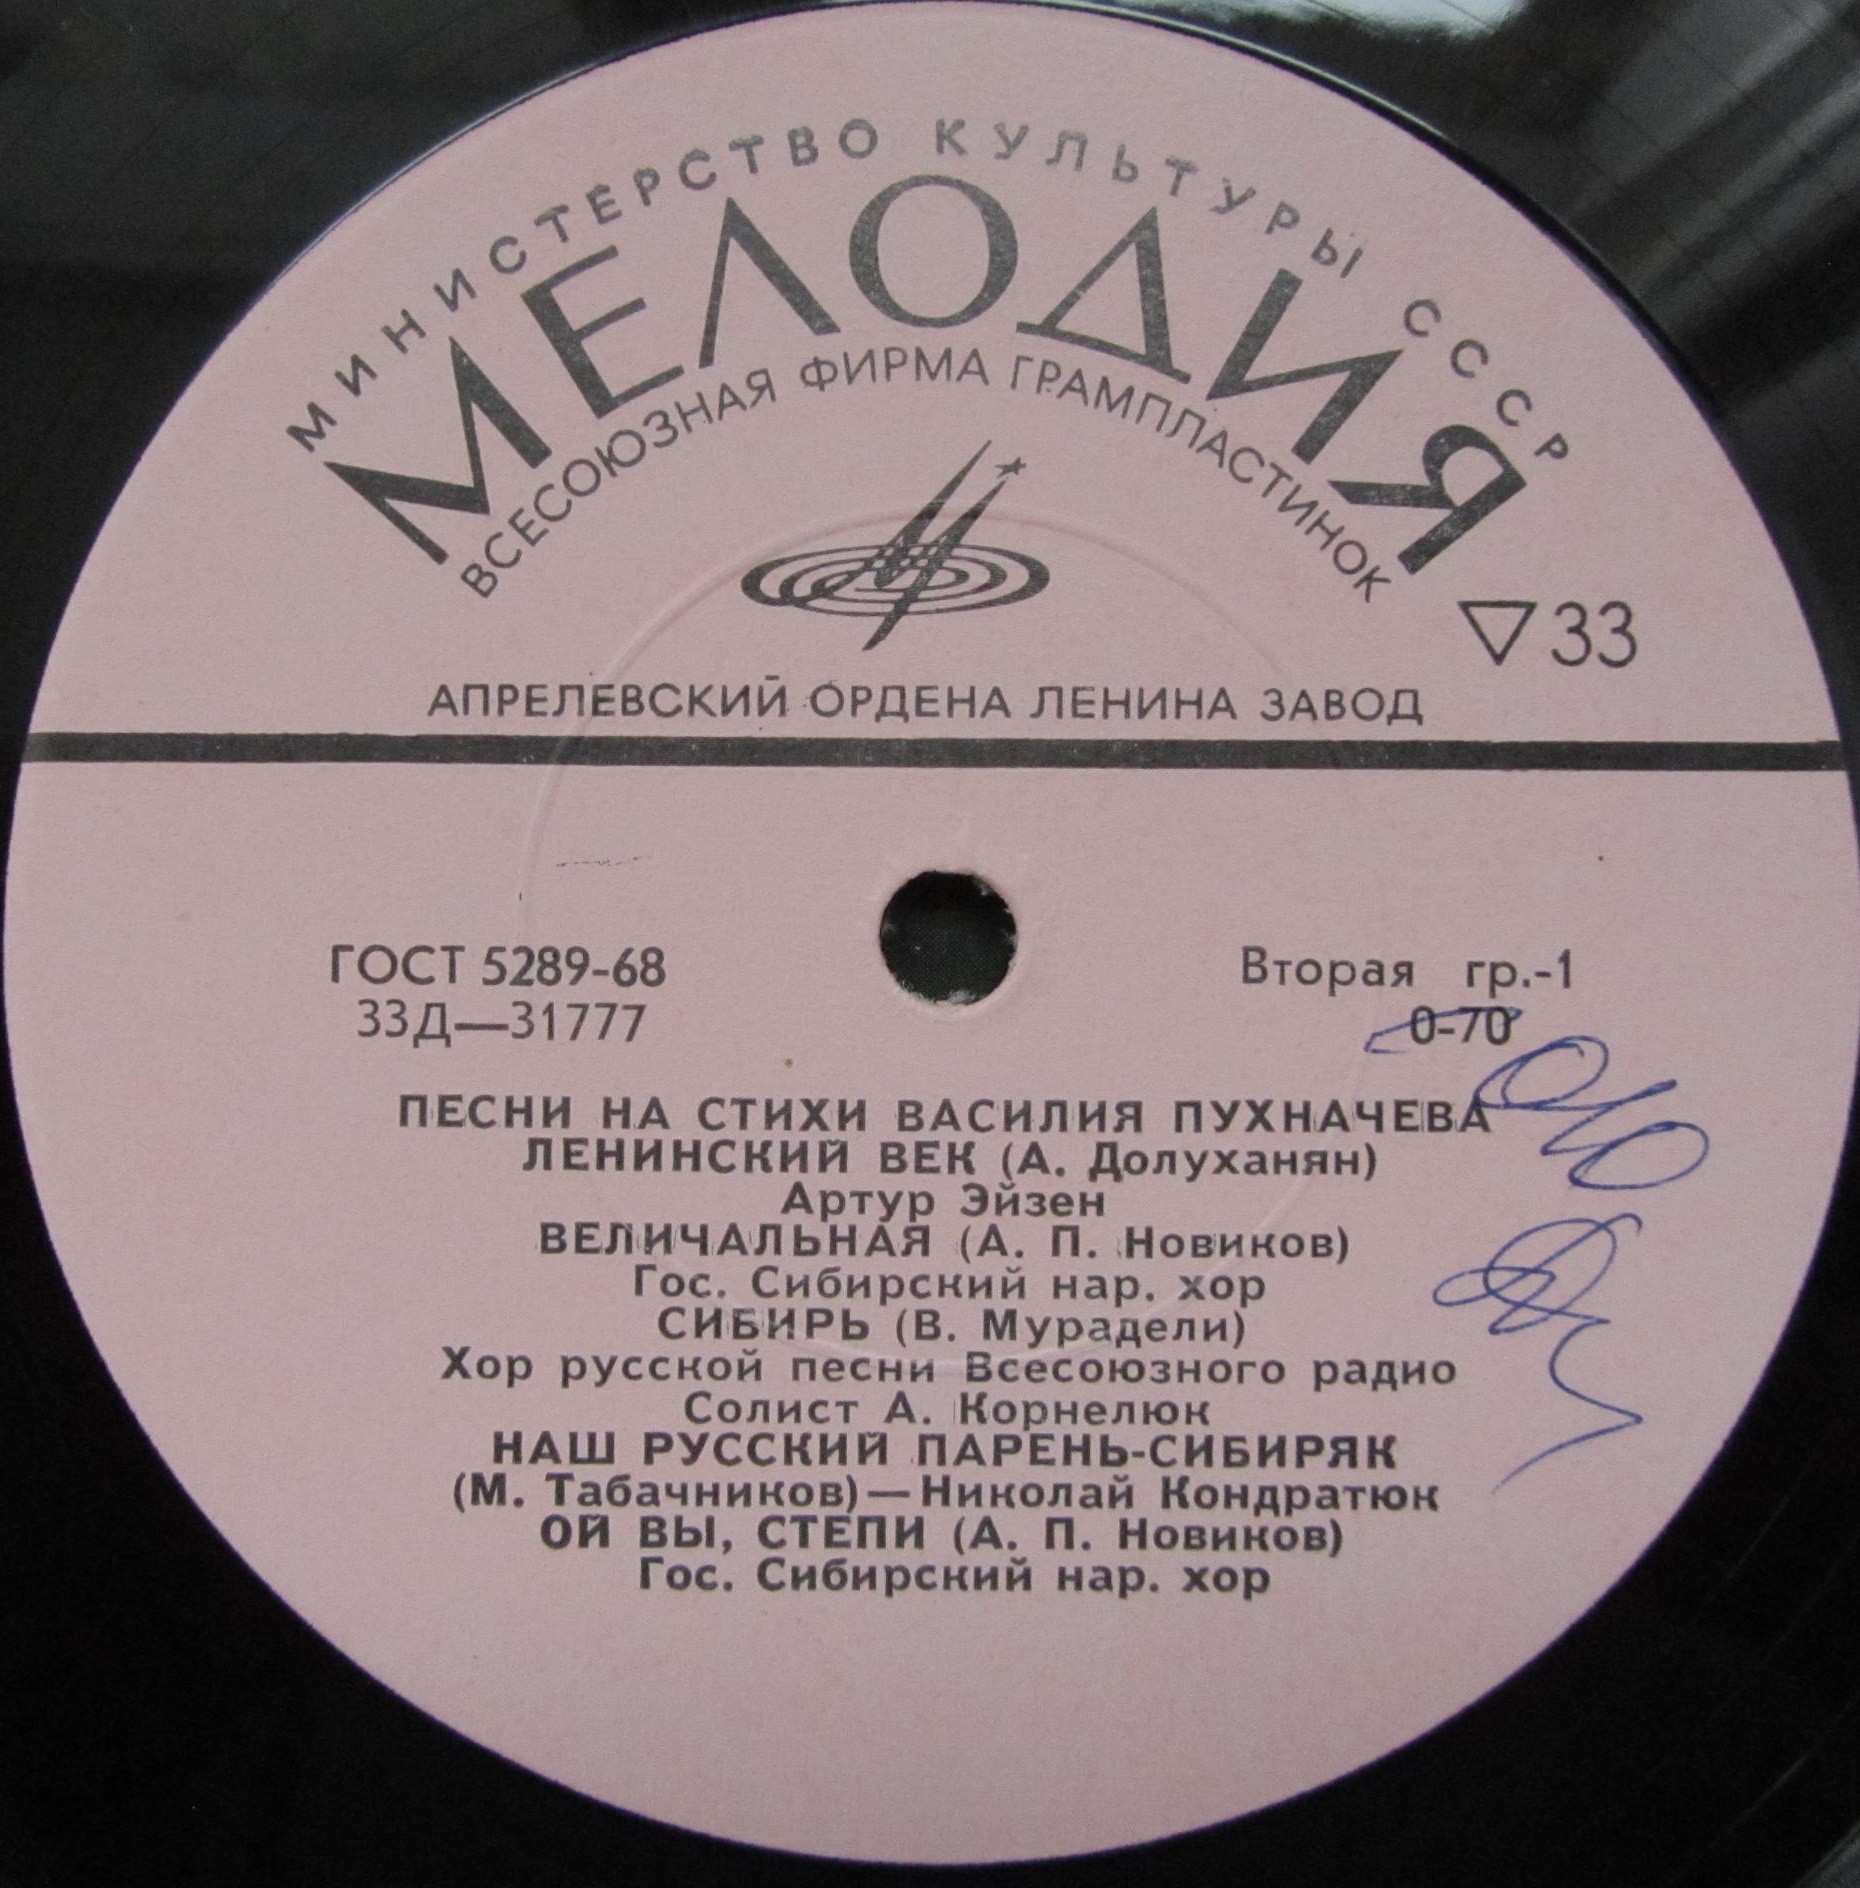 МИНИСТЕРСТВО КУЛЬТУРЫ СССР
МЕЛОДИЯ
ВСЕСОЮЗНАЯ ФИРМА ГРАМПЛАСТИНОК
▽33
АПРЕЛЕВСКИЙ ОРДЕНА ЛЕНИНА ЗАВОД
ГОСТ 5289-68
Вторая гр.-1
33Д—31777
0-70
ПЕСНИ НА СТИХИ ВАСИЛИЯ ПУХНАЧЕВА
ЛЕНИНСКИЙ ВЕК (А. Долуханян)
Артур Эйзен
ВЕЛИЧАЛЬНАЯ (А. П. Новиков)
Гос. Сибирский нар. хор
СИБИРЬ (В. Мурадели)
Хор русской песни Всесоюзного радио
Солист А. Корнелюк
НАШ РУССКИЙ ПАРЕНЬ-СИБИРЯК
(М. Табачников)—Николай Кондратюк
ОЙ ВЫ, СТЕПИ (А. П. Новиков)
Гос. Сибирский нар. хор